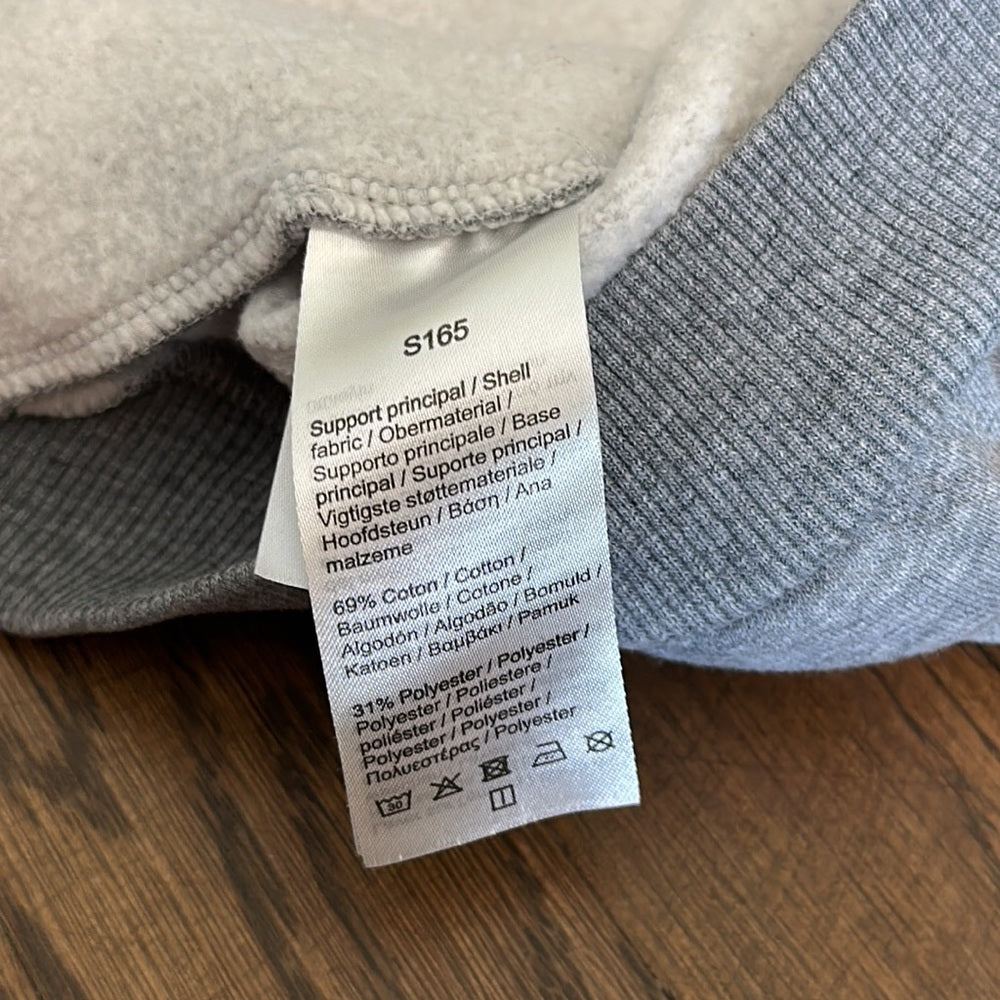 S165
Support principal / Shell
fabric / Obermaterial /
Supporto principale / Base
principal / Suporte principal /
Vigtigste støttemateriale /
Hoofdsteun / Βάση / Ana
malzeme
69% Coton / Cotton /
Baumwolle / Cotone /
Algodón / Algodão / Bomuld /
Katoen / Βαμβάκι / Pamuk
31% Polyester / Polyester /
Polyester / Poliestere /
poliéster / Poliéster /
Polyester / Polyester /
Πολυεστέρας / Polyester
30